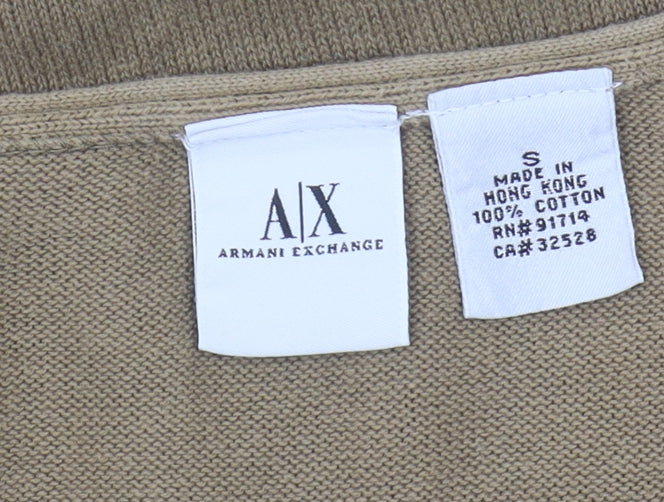 A|X
ARMANI EXCHANGE
S
MADE IN
HONG KONG
100% COTTON
RN#91714
CA#32528